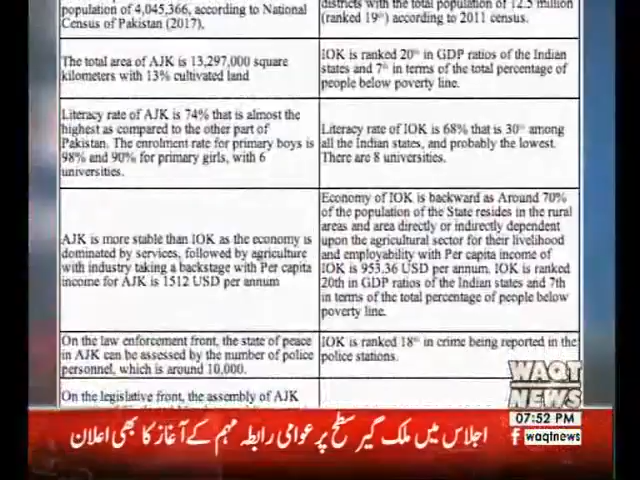 population of 4,045,366, according to National
Census of Pakistan (2017).
districts with the total population of 12.5 million
(ranked 19th) according to 2011 census.
The total area of AJK is 13,297,000 square
kilometers with 13% cultivated land
IOK is ranked 20th in GDP ratios of the Indian
states and 7th in terms of the total percentage of
people below poverty line.
Literacy rate of AJK is 74% that is almost the
highest as compared to the other part of
Pakistan. The enrolment rate for primary boys is
98% and 90% for primary girls, with 6
universities.
Literacy rate of IOK is 68% that is 30th among
all the Indian states, and probably the lowest.
There are 8 universities.
AJK is more stable than IOK as the economy is
dominated by services, followed by agriculture
with industry taking a backstage with Per capita
income for AJK is 1512 USD per annum
Economy of IOK is backward as Around 70%
of the population of the State resides in the rural
areas and area directly or indirectly dependent
upon the agricultural sector for their livelihood
and employability with Per capita income of
IOK is 953.36 USD per annum. IOK is ranked
20th in GDP ratios of the Indian states and 7th
in terms of the total percentage of people below
poverty line.
On the law enforcement front, the state of peace
in AJK can be assessed by the number of police
personnel, which is around 10,000.
IOK is ranked 18th in crime being reported in the
police stations.
On the legislative front, the assembly of AJK
WAQT
NEWS
07:52 PM
f waqtnews
اجلاس میں ملک گیر سطح پر عوامی رابطہ مہم کے آغاز کا بھی اعلان